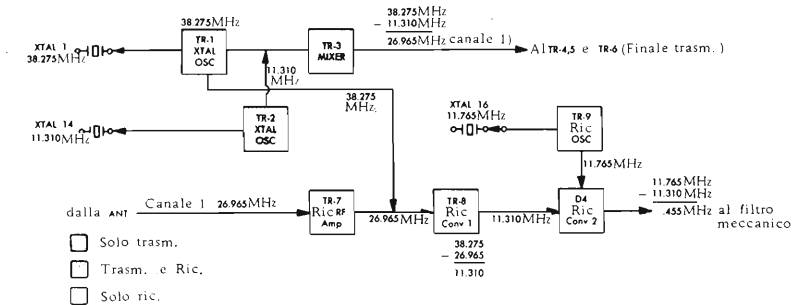 38.275MHz
XTAL 1
38.275MHz
TR-1
XTAL
OSC
TR-3
MIXER
38.275MHz
- 11.310MHz
26.965MHz canale 1)
Al TR-4,5 e TR-6 (Finale trasm.)
11.310
MHz
38.275
MHz
XTAL 14
11.310MHz
TR-2
XTAL
OSC
XTAL 16
11.765MHz
TR-9
Ric
OSC
11.765MHz
dalla ANT
Canale 1 26.965MHz
TR-7
Ric RF
Amp
26.965MHz
TR-8
Ric
Conv 1
11.310MHz
D4
Ric
Conv 2
11.765MHz
- 11.310MHz
.455MHz al filtro
meccanico
38.275
- 26.965
11.310
Solo trasm.
Trasm. e Ric.
Solo ric.